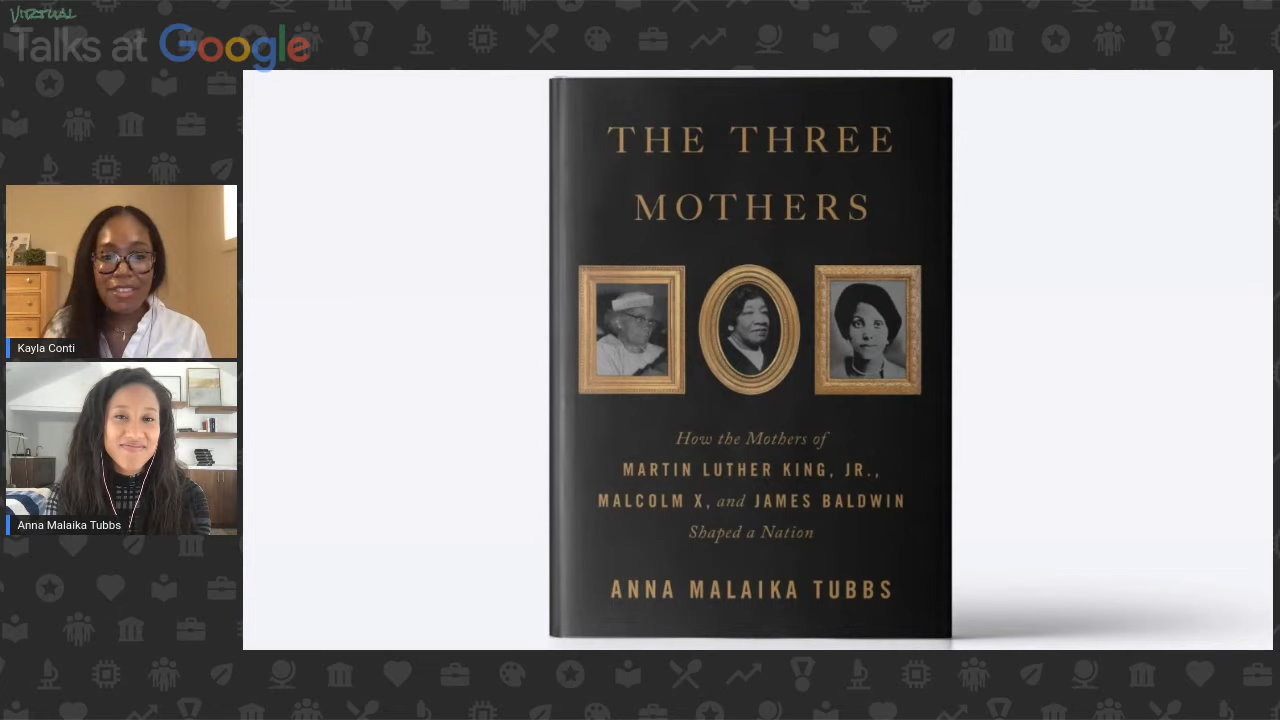 VIRTUAL
Talks at Google
Kayla Conti
Anna Malaika Tubbs
THE THREE
MOTHERS
How the Mothers of
MARTIN LUTHER KING, JR.,
MALCOLM X, and JAMES BALDWIN
Shaped a Nation
ANNA MALAIKA TUBBS